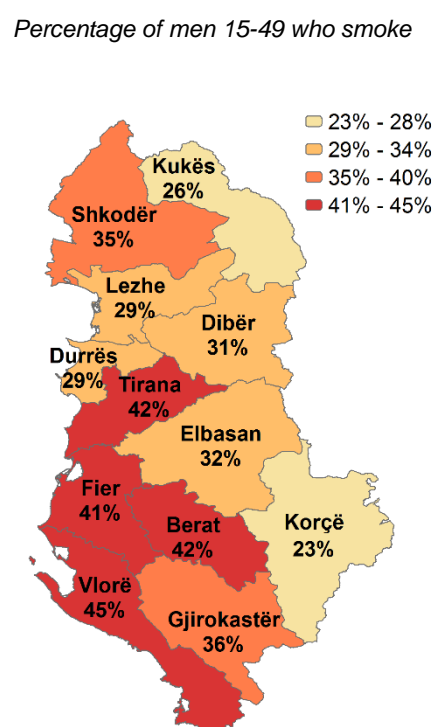 Percentage of men 15-49 who smoke
23% - 28%
29% - 34%
35% - 40%
41% - 45%
Kukës
26%
Shkodër
35%
Lezhe
29%
Dibër
31%
Durrës
29%
Tirana
42%
Elbasan
32%
Fier
41%
Berat
42%
Korçë
23%
Vlorë
45%
Gjirokastër
36%